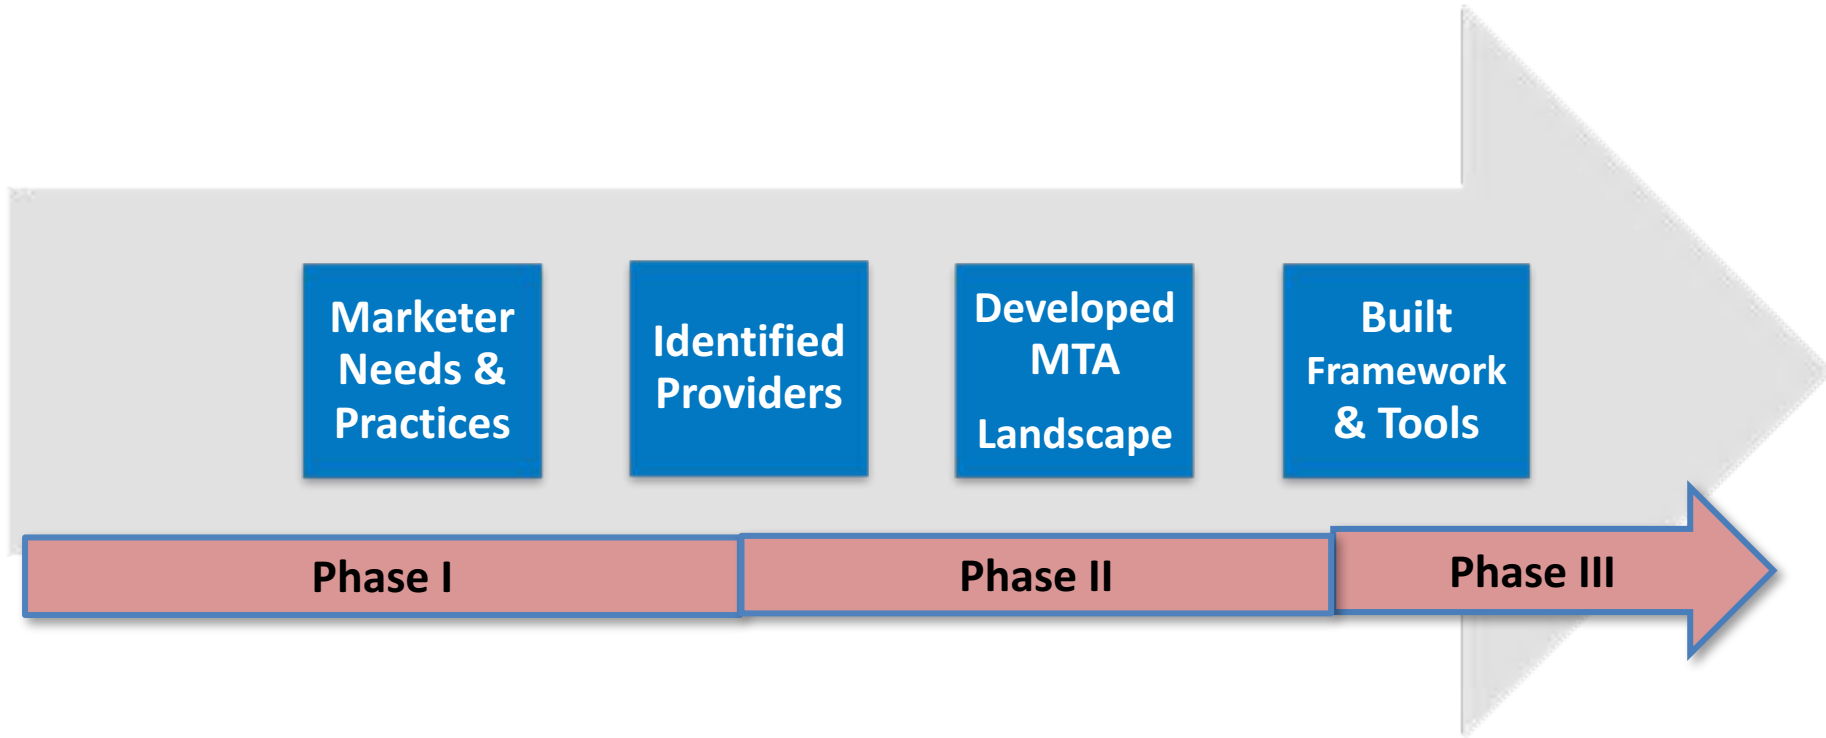 Marketer
Needs &
Practices
Identified
Providers
Developed
MTA
Landscape
Built
Framework
& Tools
Phase I
Phase II
Phase III